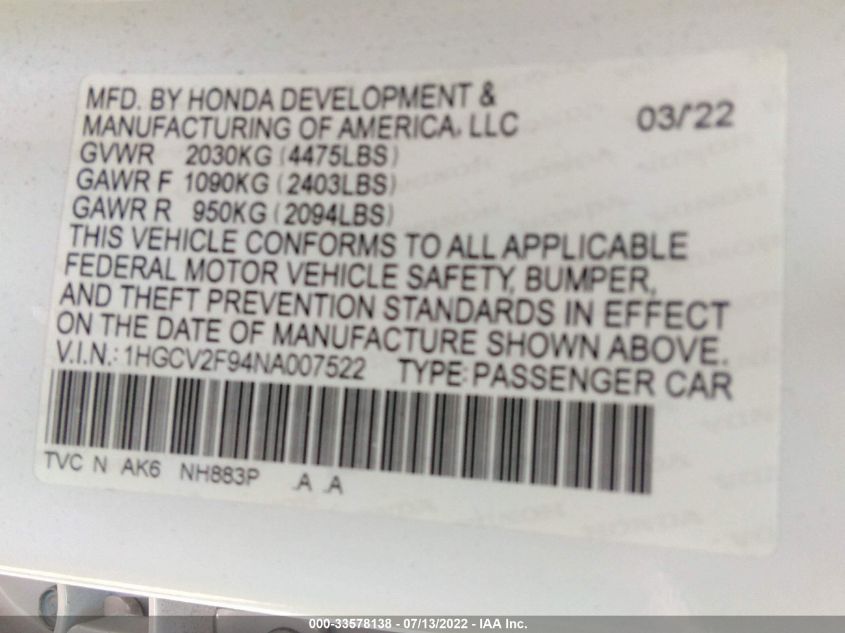 MFD. BY HONDA DEVELOPMENT &
MANUFACTURING OF AMERICA, LLC 03/22
GVWR 2030KG (4475LBS)
GAWR F 1090KG (2403LBS)
GAWR R 950KG (2094LBS)
THIS VEHICLE CONFORMS TO ALL APPLICABLE
FEDERAL MOTOR VEHICLE SAFETY, BUMPER,
AND THEFT PREVENTION STANDARDS IN EFFECT
ON THE DATE OF MANUFACTURE SHOWN ABOVE.
V.I.N.: 1HGCV2F94NA007522 TYPE: PASSENGER CAR
TVC N AK6 NH883P .A .A
000-33578138 - 07/13/2022 - IAA Inc.